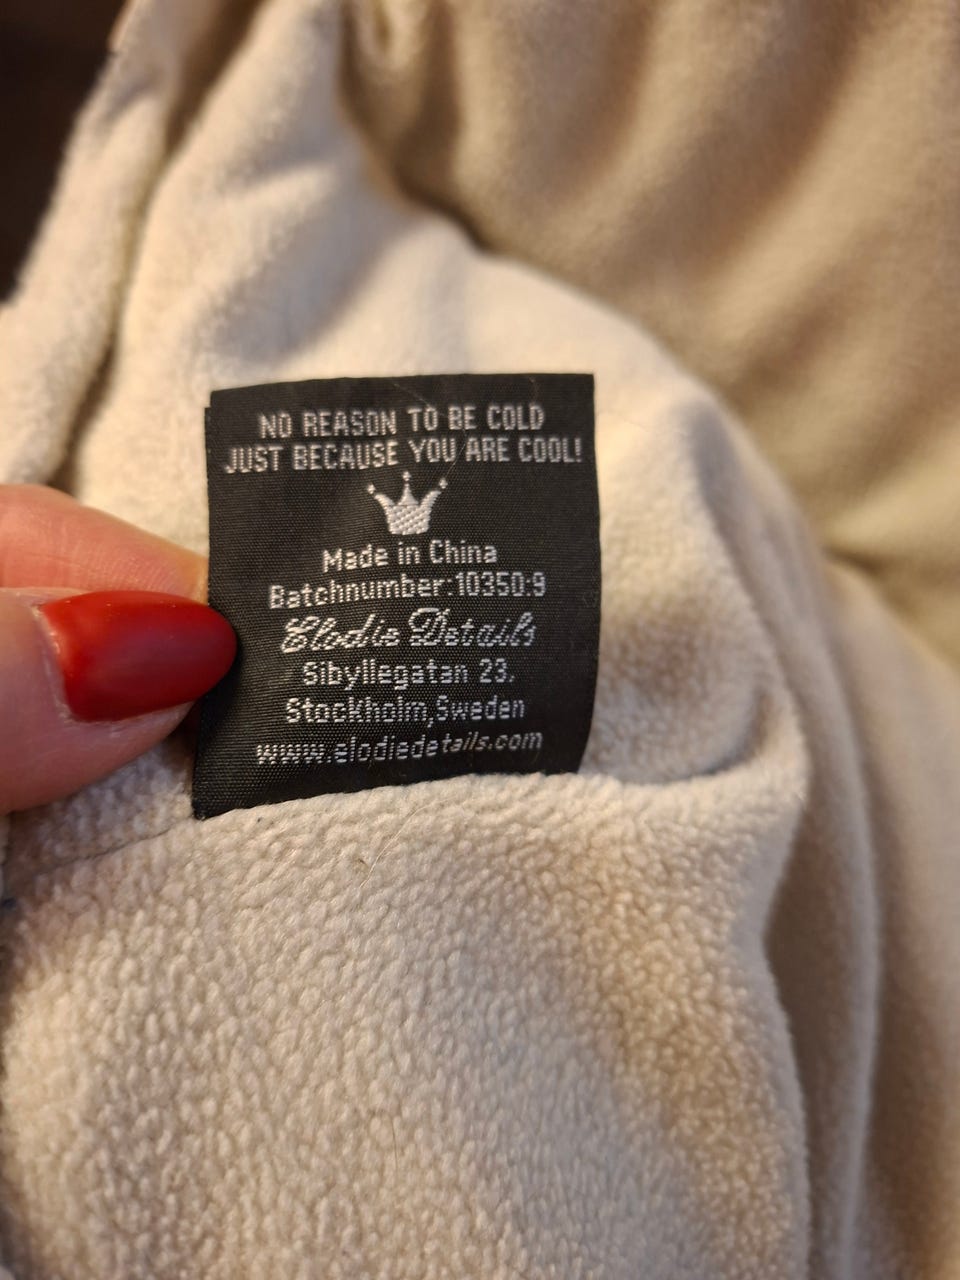 NO REASON TO BE COLD
JUST BECAUSE YOU ARE COOL!
Made in China
Batchnumber:10350:9
Elodie Details
Sibyllegatan 23,
Stockholm,Sweden
www.elodiedetails.com